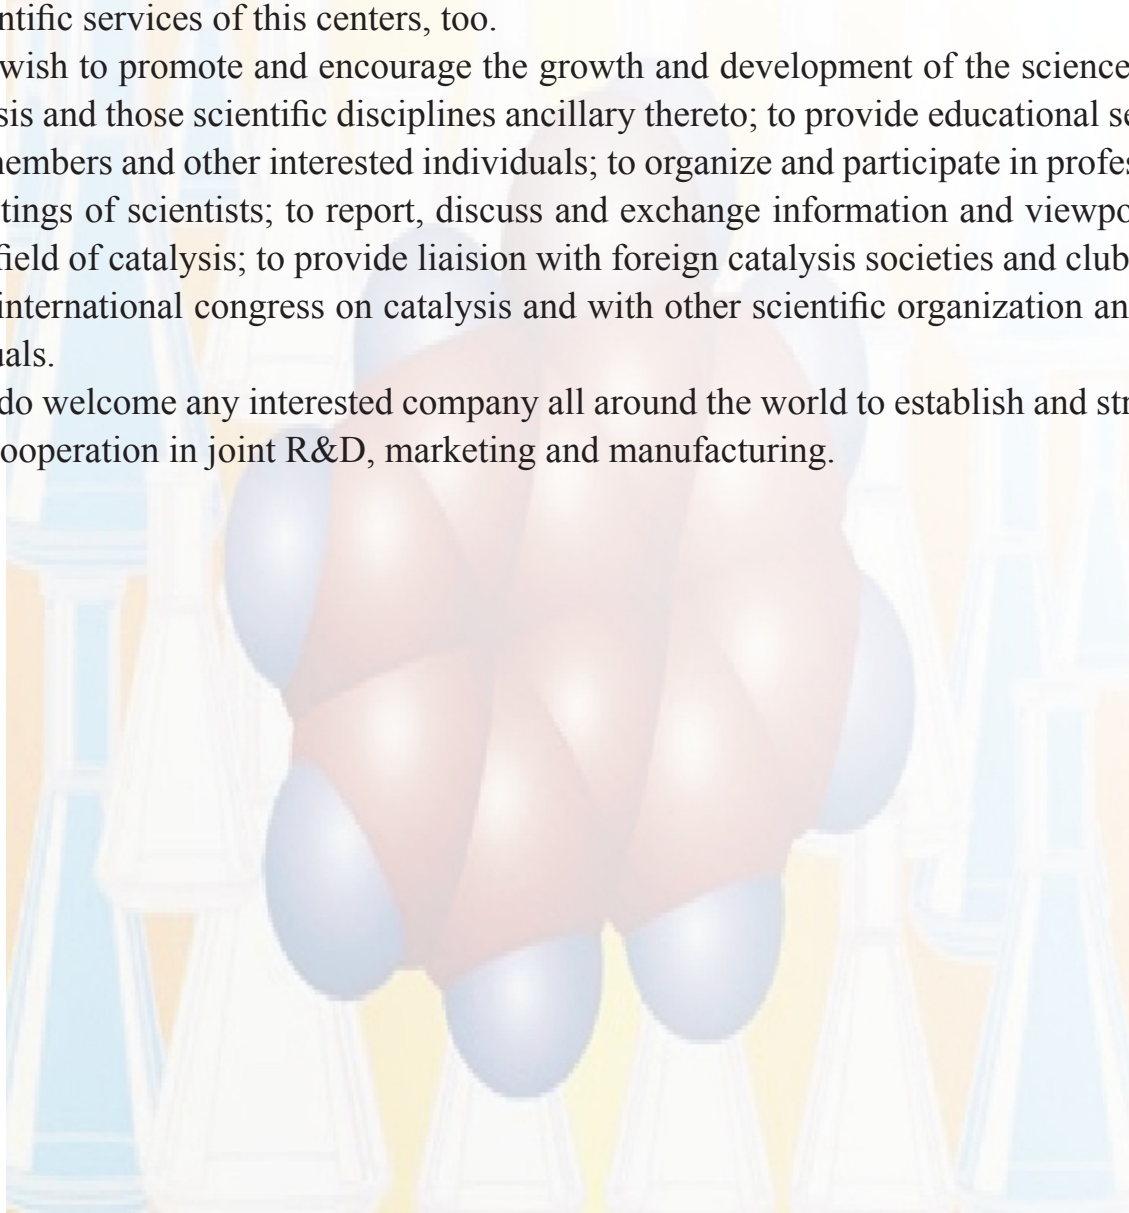 ntific services of this centers, too.
wish to promote and encourage the growth and development of the science
sis and those scientific disciplines ancillary thereto; to provide educational se
nembers and other interested individuals; to organize and participate in profes
tings of scientists; to report, discuss and exchange information and viewpo
field of catalysis; to provide liaision with foreign catalysis societies and club
international congress on catalysis and with other scientific organization an
uals.
do welcome any interested company all around the world to establish and str
ooperation in joint R&D, marketing and manufacturing.